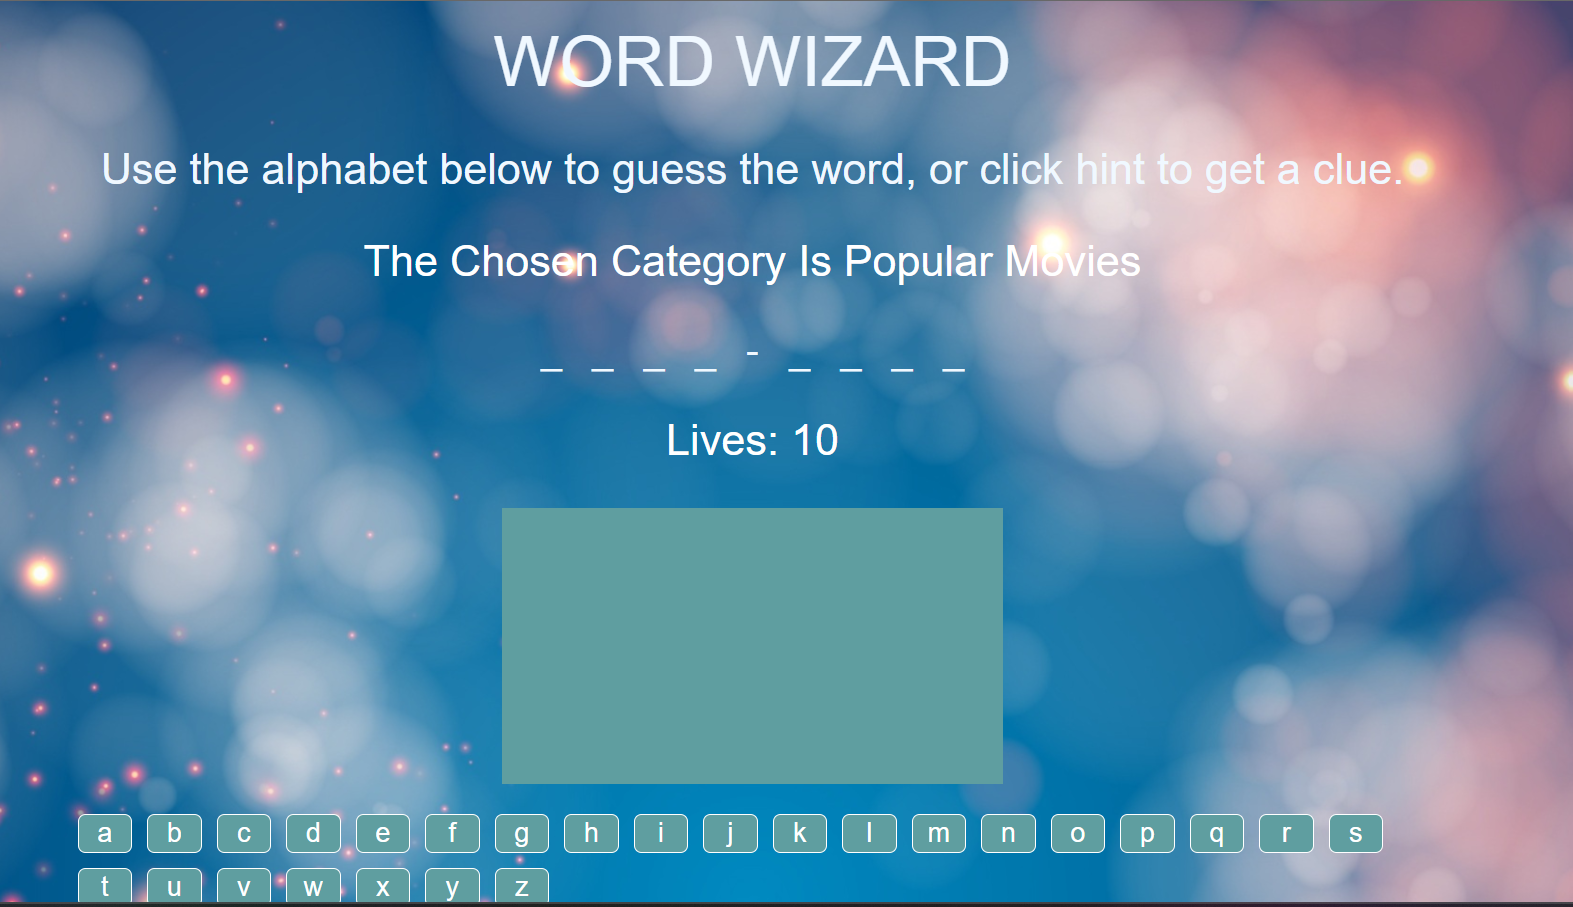 WORD WIZARD
Use the alphabet below to guess the word, or click hint to get a clue.
The Chosen Category Is Popular Movies
_ _ _ _ - _ _ _ _
Lives: 10
a b c d e f g h i j k l m n o p q r s
t u v w x y z